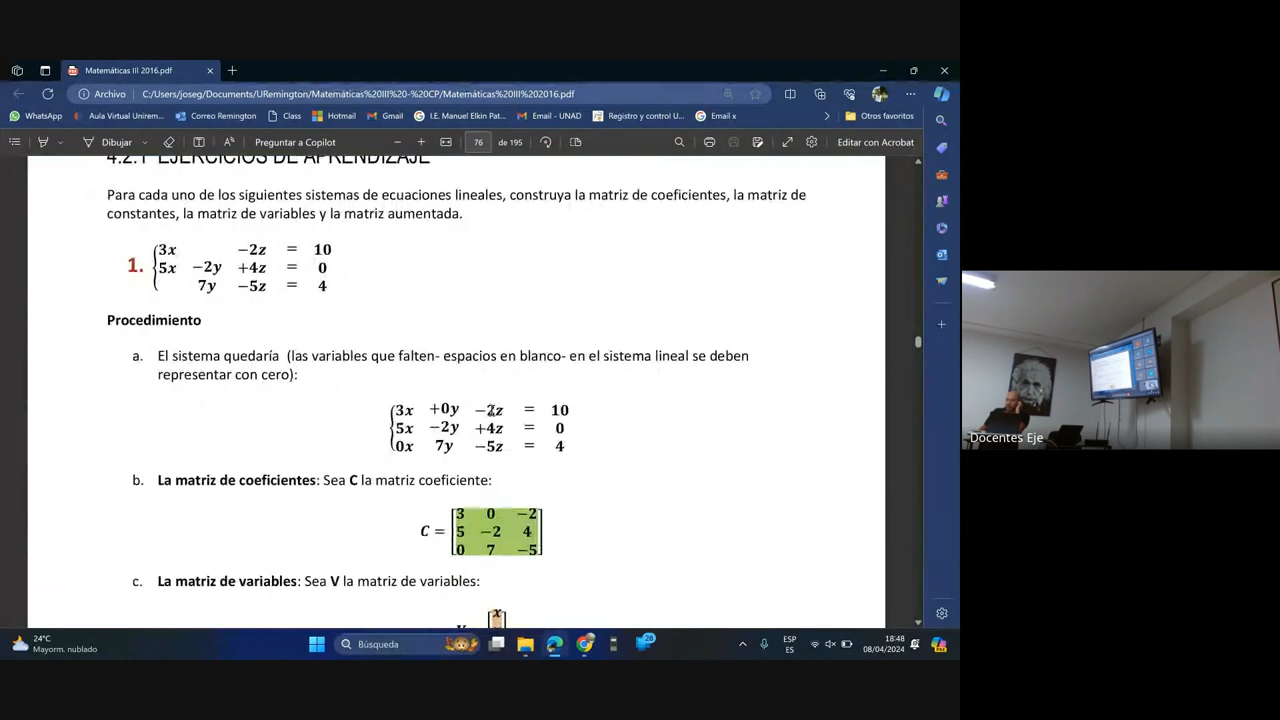 Matemáticas III 2016.pdf
Archivo C:/Users/joseg/Documents/URemington/Matemáticas%20III%20-%20CP/Matemáticas%20III%202016.pdf
WhatsApp Aula Virtual Unirem... Correo Remington Class Hotmail Gmail I.E. Manuel Elkin Pat... Email - UNAD Registro y control U... Email x Otros favoritos
Dibujar Preguntar a Copilot 76 de 195 Editar con Acrobat
4.2.1 EJERCICIOS DE APRENDIZAJE
Para cada uno de los siguientes sistemas de ecuaciones lineales, construya la matriz de coeficientes, la matriz de
constantes, la matriz de variables y la matriz aumentada.
3x −2z = 10
1. 5x −2y +4z = 0
7y −5z = 4
Procedimiento
a. El sistema quedaría (las variables que falten- espacios en blanco- en el sistema lineal se deben
representar con cero):
3x +0y −2z = 10
5x −2y +4z = 0
0x 7y −5z = 4
b. La matriz de coeficientes: Sea C la matriz coeficiente:
3 0 −2
C = 5 −2 4
0 7 −5
c. La matriz de variables: Sea V la matriz de variables:
x
Docentes Eje
24°C
Mayorm. nublado
Búsqueda
28
ESP
ES
18:48
08/04/2024